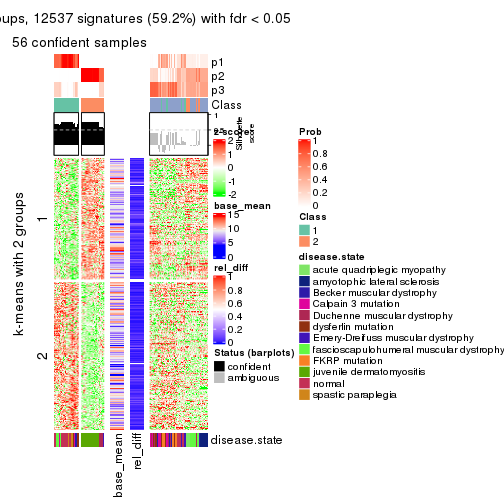 oups, 12537 signatures (59.2%) with fdr < 0.05
56 confident samples
p1
p2
p3
Class
1
Silhouette
score
k-means with 2 groups
1
2
base_mean
rel_diff
disease.state
z-score
2
1
0
-1
-2
base_mean
15
10
5
0
rel_diff
1
0.8
0.6
0.4
0.2
0
Status (barplots)
confident
ambiguous
Prob
1
0.8
0.6
0.4
0.2
0
Class
1
2
disease.state
acute quadriplegic myopathy
amyotophic lateral sclerosis
Becker muscular dystrophy
Calpain 3 mutation
Duchenne muscular dystrophy
dysferlin mutation
Emery-Dreifuss muscular dystrophy
fascioscapulohumeral muscular dystrophy
FKRP mutation
juvenile dermatomyositis
normal
spastic paraplegia